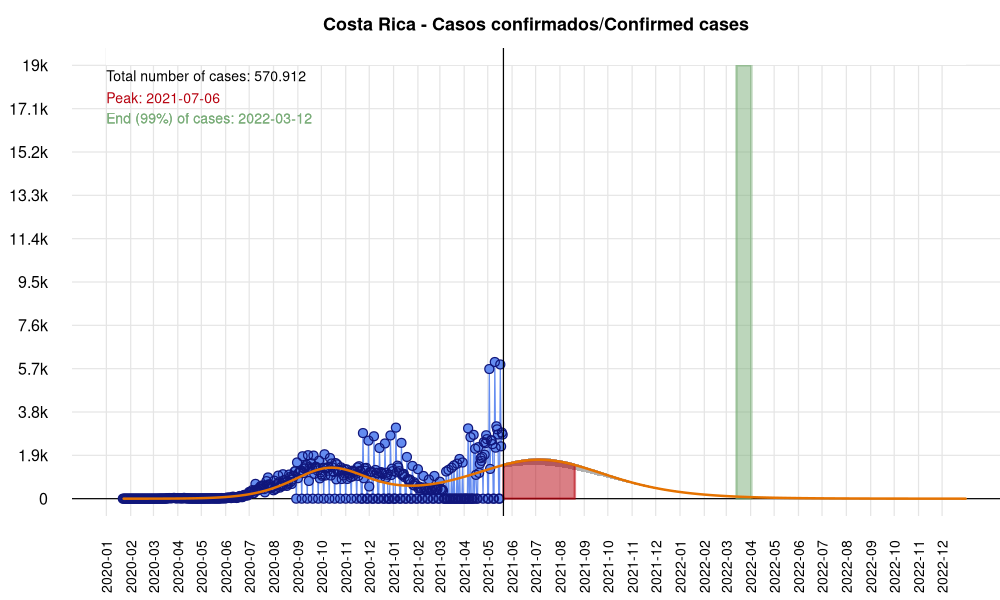 Costa Rica - Casos confirmados/Confirmed cases
Total number of cases: 570.912
Peak: 2021-07-06
End (99%) of cases: 2022-03-12
19k
17.1k
15.2k
13.3k
11.4k
9.5k
7.6k
5.7k
3.8k
1.9k
0
2020-01
2020-02
2020-03
2020-04
2020-05
2020-06
2020-07
2020-08
2020-09
2020-10
2020-11
2020-12
2021-01
2021-02
2021-03
2021-04
2021-05
2021-06
2021-07
2021-08
2021-09
2021-10
2021-11
2021-12
2022-01
2022-02
2022-03
2022-04
2022-05
2022-06
2022-07
2022-08
2022-09
2022-10
2022-11
2022-12